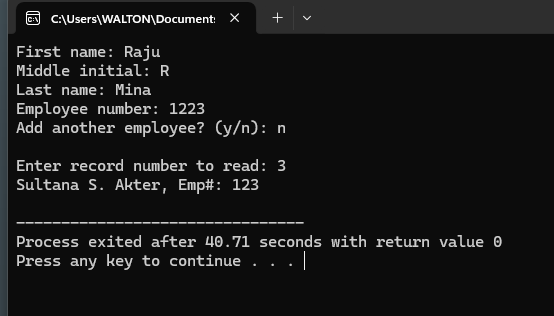 C:\Users\WALTON\Document:
First name: Raju
Middle initial: R
Last name: Mina
Employee number: 1223
Add another employee? (y/n): n
Enter record number to read: 3
Sultana S. Akter, Emp#: 123
--------------------------------
Process exited after 40.71 seconds with return value 0
Press any key to continue . . .